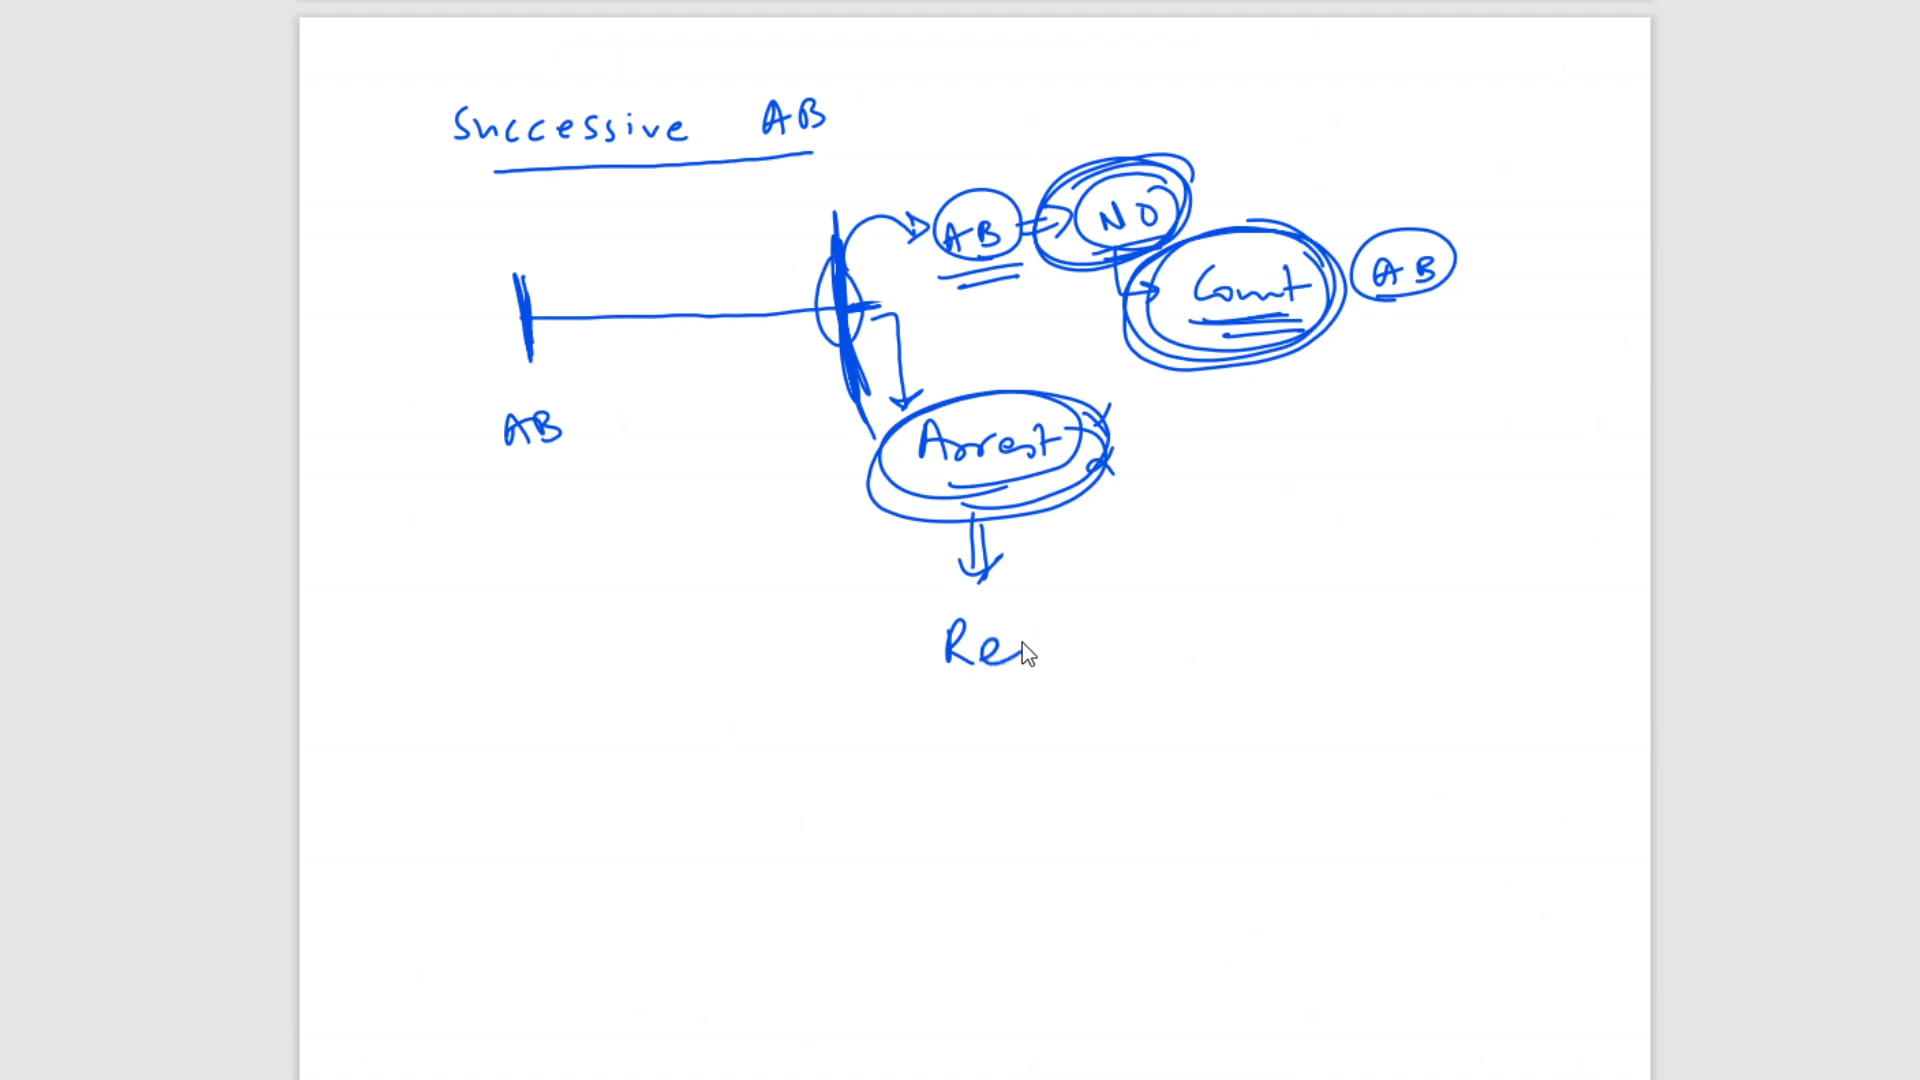 Successive AB
AB => NO
Court AB
AB
Arrest
Re